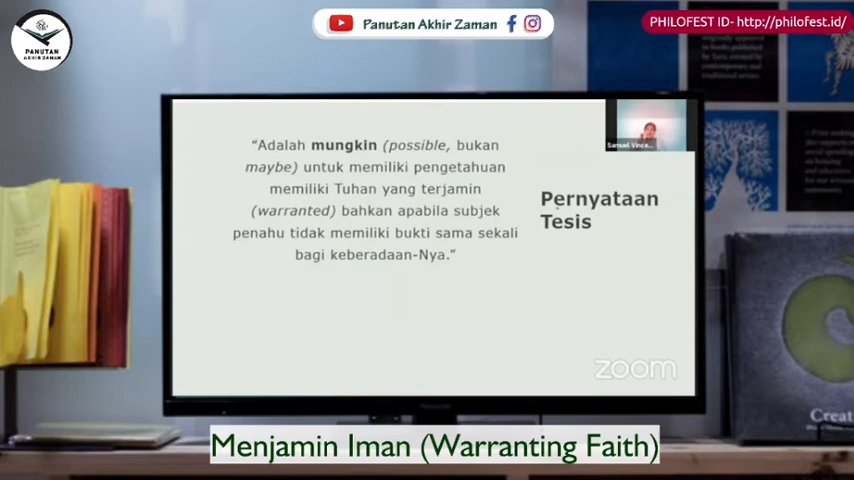 PANUTAN
AKHIR ZAMAN
Panutan Akhir Zaman
PHILOFEST ID- http://philofest.id/
"Adalah mungkin (possible, bukan
maybe) untuk memiliki pengetahuan
memiliki Tuhan yang terjamin
(warranted) bahkan apabila subjek
penahu tidak memiliki bukti sama sekali
bagi keberadaan-Nya."
Pernyataan
Tesis
Samuel Vince...
zoom
Creat
Menjamin Iman (Warranting Faith)